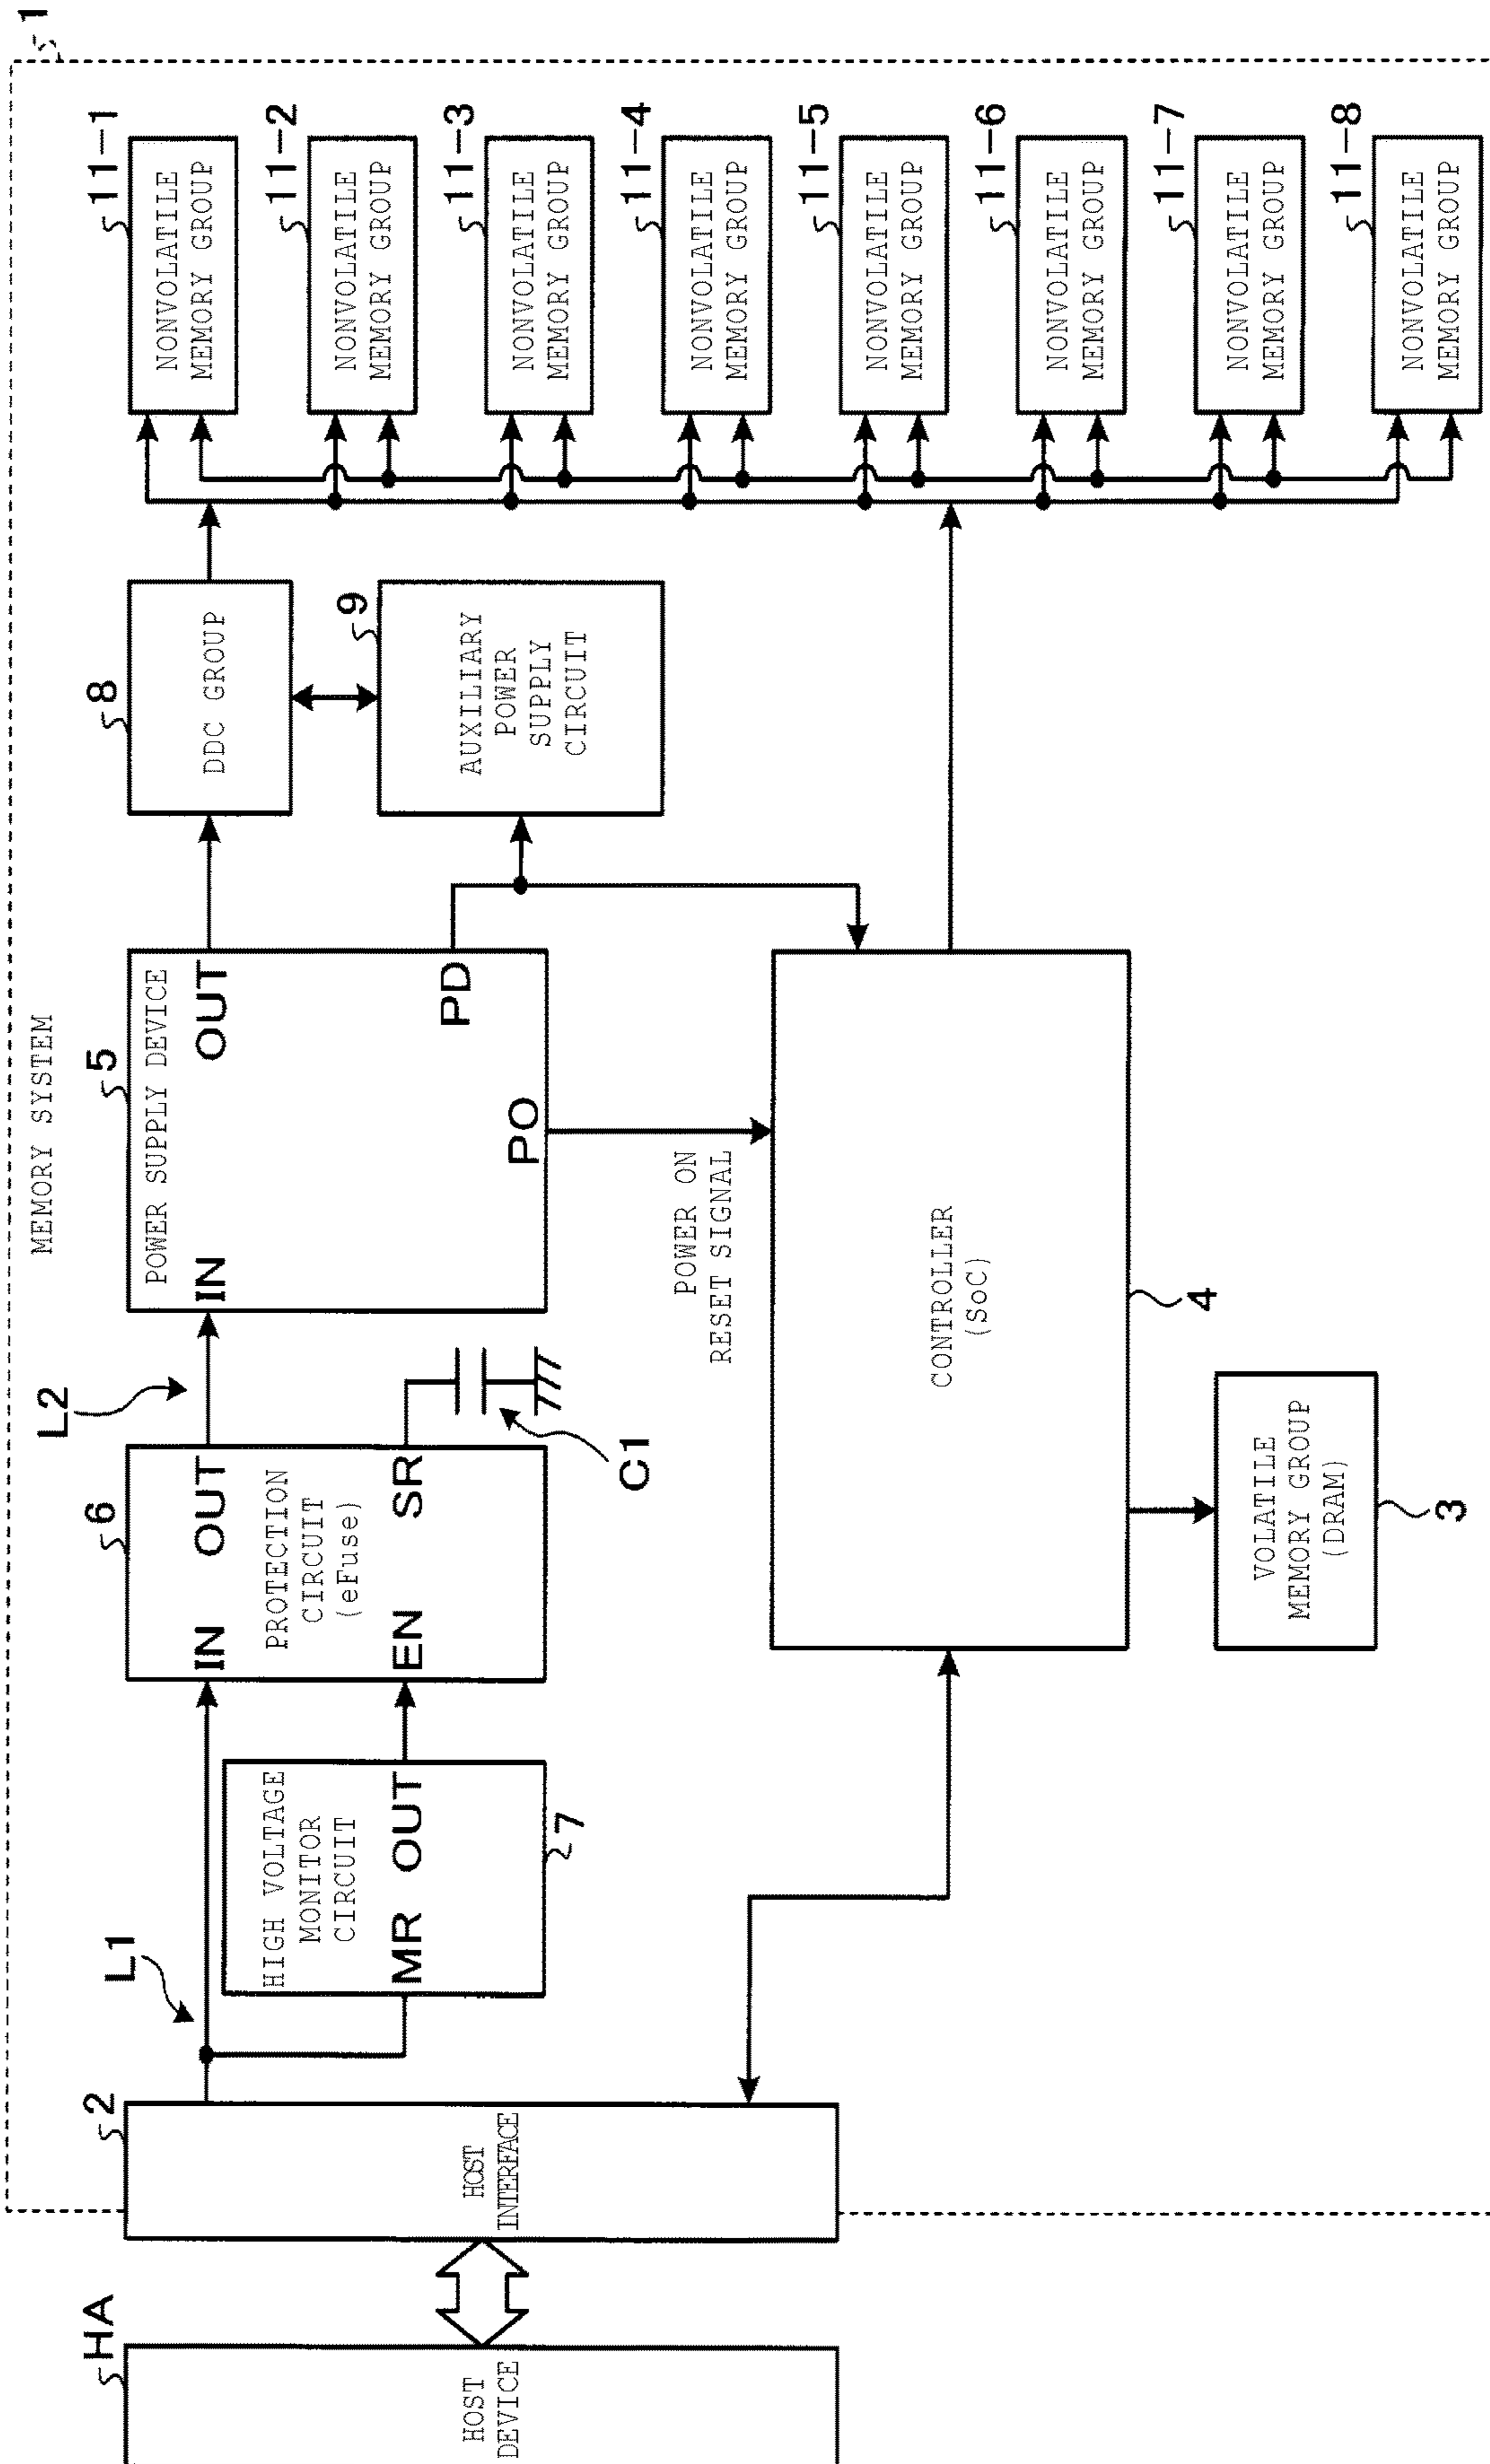 1
MEMORY SYSTEM
HA
HOST
DEVICE
2
HOST
INTERFACE
L1
HIGH VOLTAGE
MONITOR
CIRCUIT
MR OUT
7
6
IN OUT
PROTECTION
CIRCUIT
(eFuse)
EN SR
C1
L2
5
POWER SUPPLY DEVICE
IN OUT
PO
PD
POWER ON
RESET SIGNAL
8
DDC GROUP
9
AUXILIARY
POWER
SUPPLY
CIRCUIT
CONTROLLER
(SoC)
4
VOLATILE
MEMORY GROUP
(DRAM)
3
11-1
NONVOLATILE
MEMORY GROUP
11-2
NONVOLATILE
MEMORY GROUP
11-3
NONVOLATILE
MEMORY GROUP
11-4
NONVOLATILE
MEMORY GROUP
11-5
NONVOLATILE
MEMORY GROUP
11-6
NONVOLATILE
MEMORY GROUP
11-7
NONVOLATILE
MEMORY GROUP
11-8
NONVOLATILE
MEMORY GROUP